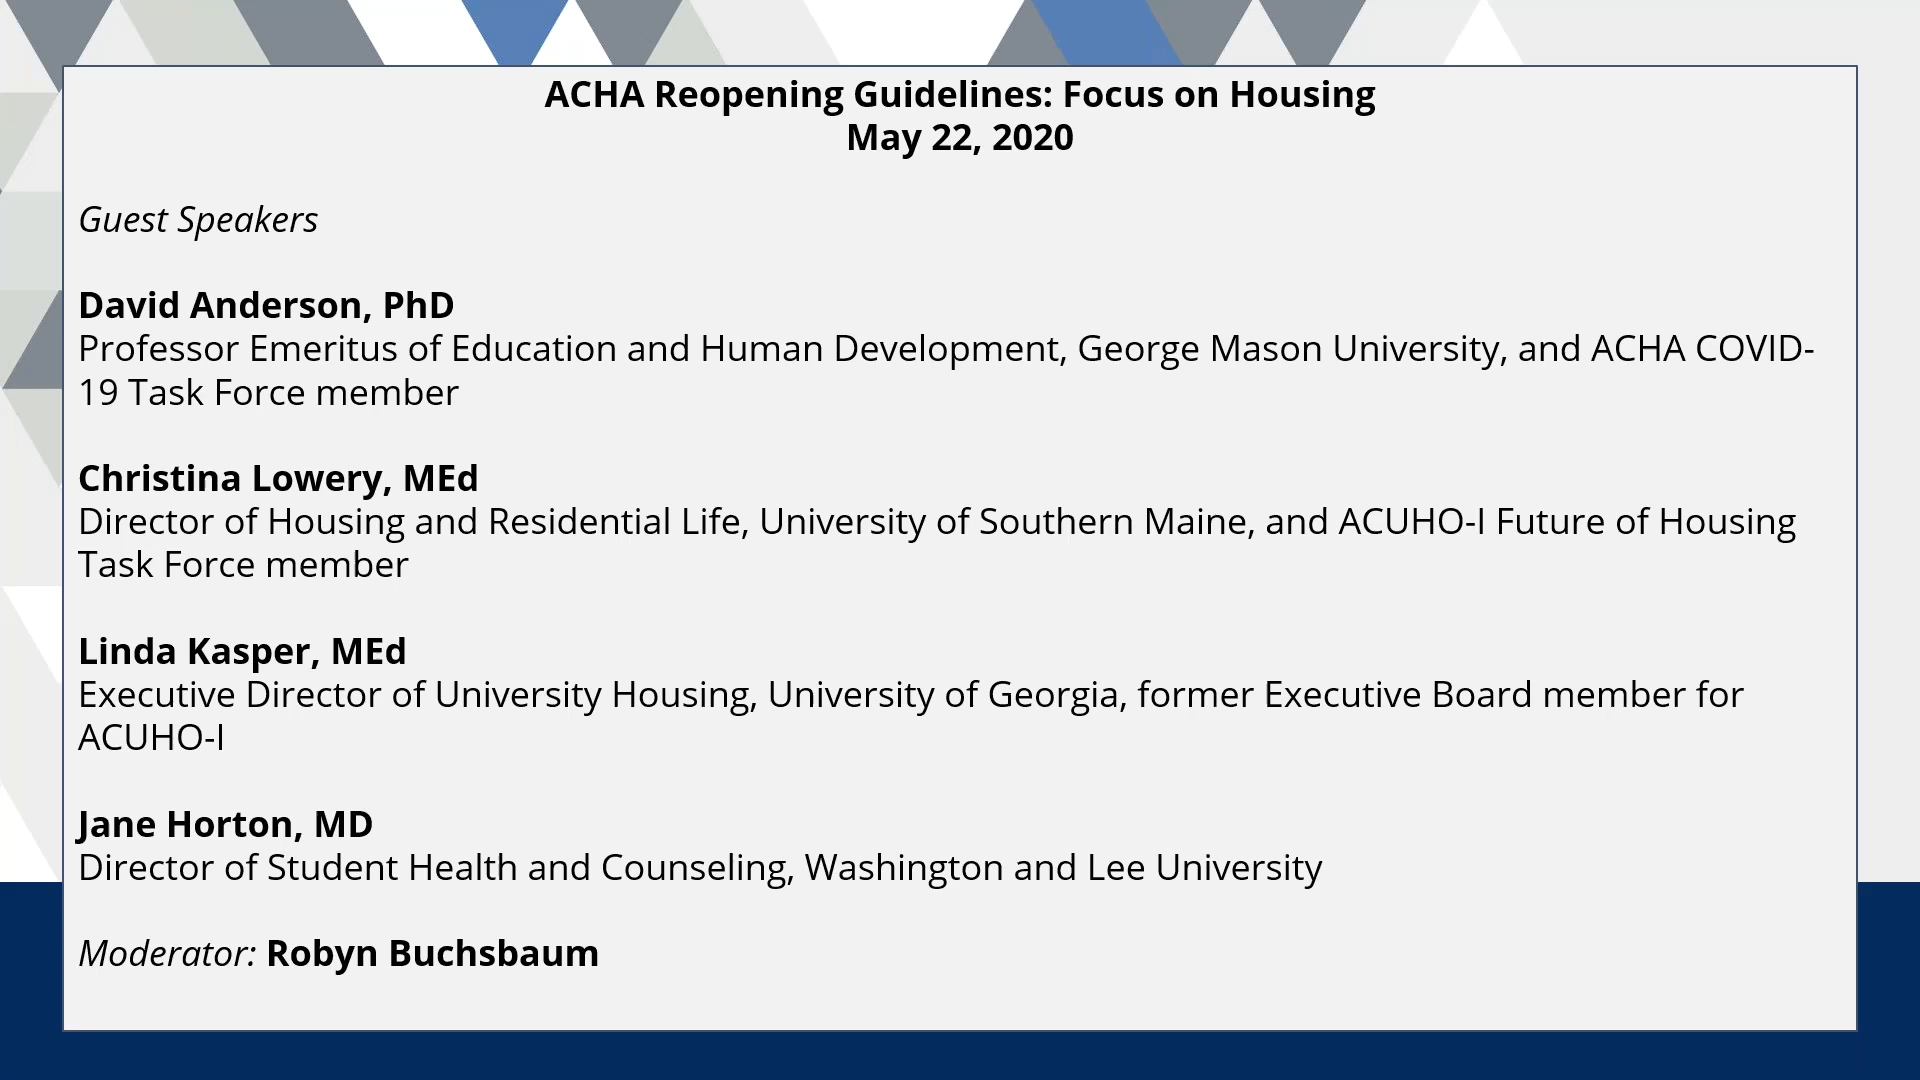 ACHA Reopening Guidelines: Focus on Housing
May 22, 2020
Guest Speakers
David Anderson, PhD
Professor Emeritus of Education and Human Development, George Mason University, and ACHA COVID-
19 Task Force member
Christina Lowery, MEd
Director of Housing and Residential Life, University of Southern Maine, and ACUHO-I Future of Housing
Task Force member
Linda Kasper, MEd
Executive Director of University Housing, University of Georgia, former Executive Board member for
ACUHO-I
Jane Horton, MD
Director of Student Health and Counseling, Washington and Lee University
Moderator: Robyn Buchsbaum